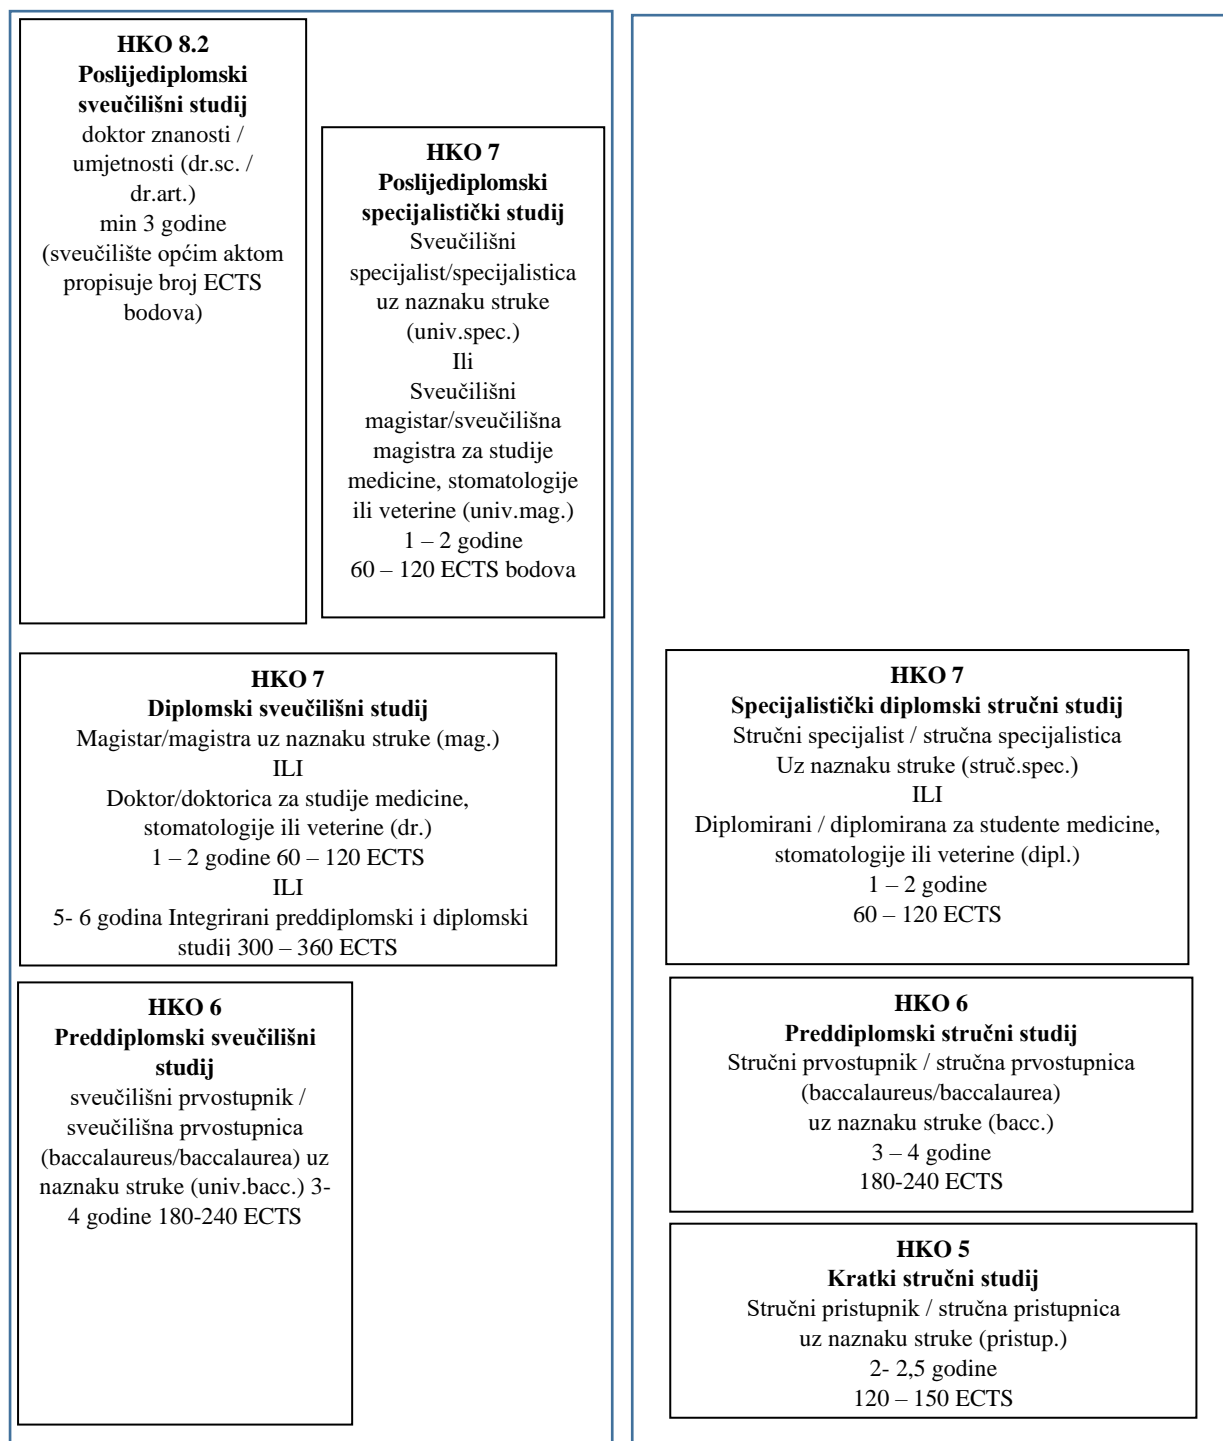 HKO 8.2
Poslijediplomski
sveučilišni studij
doktor znanosti /
umjetnosti (dr.sc. /
dr.art.)
min 3 godine
(sveučilište općim aktom
propisuje broj ECTS
bodova)
HKO 7
Poslijediplomski
specijalistički studij
Sveučilišni
specijalist/specijalistica
uz naznaku struke
(univ.spec.)
Ili
Sveučilišni
magistar/sveučilišna
magistra za studije
medicine, stomatologije
ili veterine (univ.mag.)
1 – 2 godine
60 – 120 ECTS bodova
HKO 7
Diplomski sveučilišni studij
Magistar/magistra uz naznaku struke (mag.)
ILI
Doktor/doktorica za studije medicine,
stomatologije ili veterine (dr.)
1 – 2 godine 60 – 120 ECTS
ILI
5- 6 godina Integrirani preddiplomski i diplomski
studij 300 – 360 ECTS
HKO 6
Preddiplomski sveučilišni
studij
sveučilišni prvostupnik /
sveučilišna prvostupnica
(baccalaureus/baccalaurea) uz
naznaku struke (univ.bacc.) 3-
4 godine 180-240 ECTS
HKO 7
Specijalistički diplomski stručni studij
Stručni specijalist / stručna specijalistica
Uz naznaku struke (struč.spec.)
ILI
Diplomirani / diplomirana za studente medicine,
stomatologije ili veterine (dipl.)
1 – 2 godine
60 – 120 ECTS
HKO 6
Preddiplomski stručni studij
Stručni prvostupnik / stručna prvostupnica
(baccalaureus/baccalaurea)
uz naznaku struke (bacc.)
3 – 4 godine
180-240 ECTS
HKO 5
Kratki stručni studij
Stručni pristupnik / stručna pristupnica
uz naznaku struke (pristup.)
2- 2,5 godine
120 – 150 ECTS